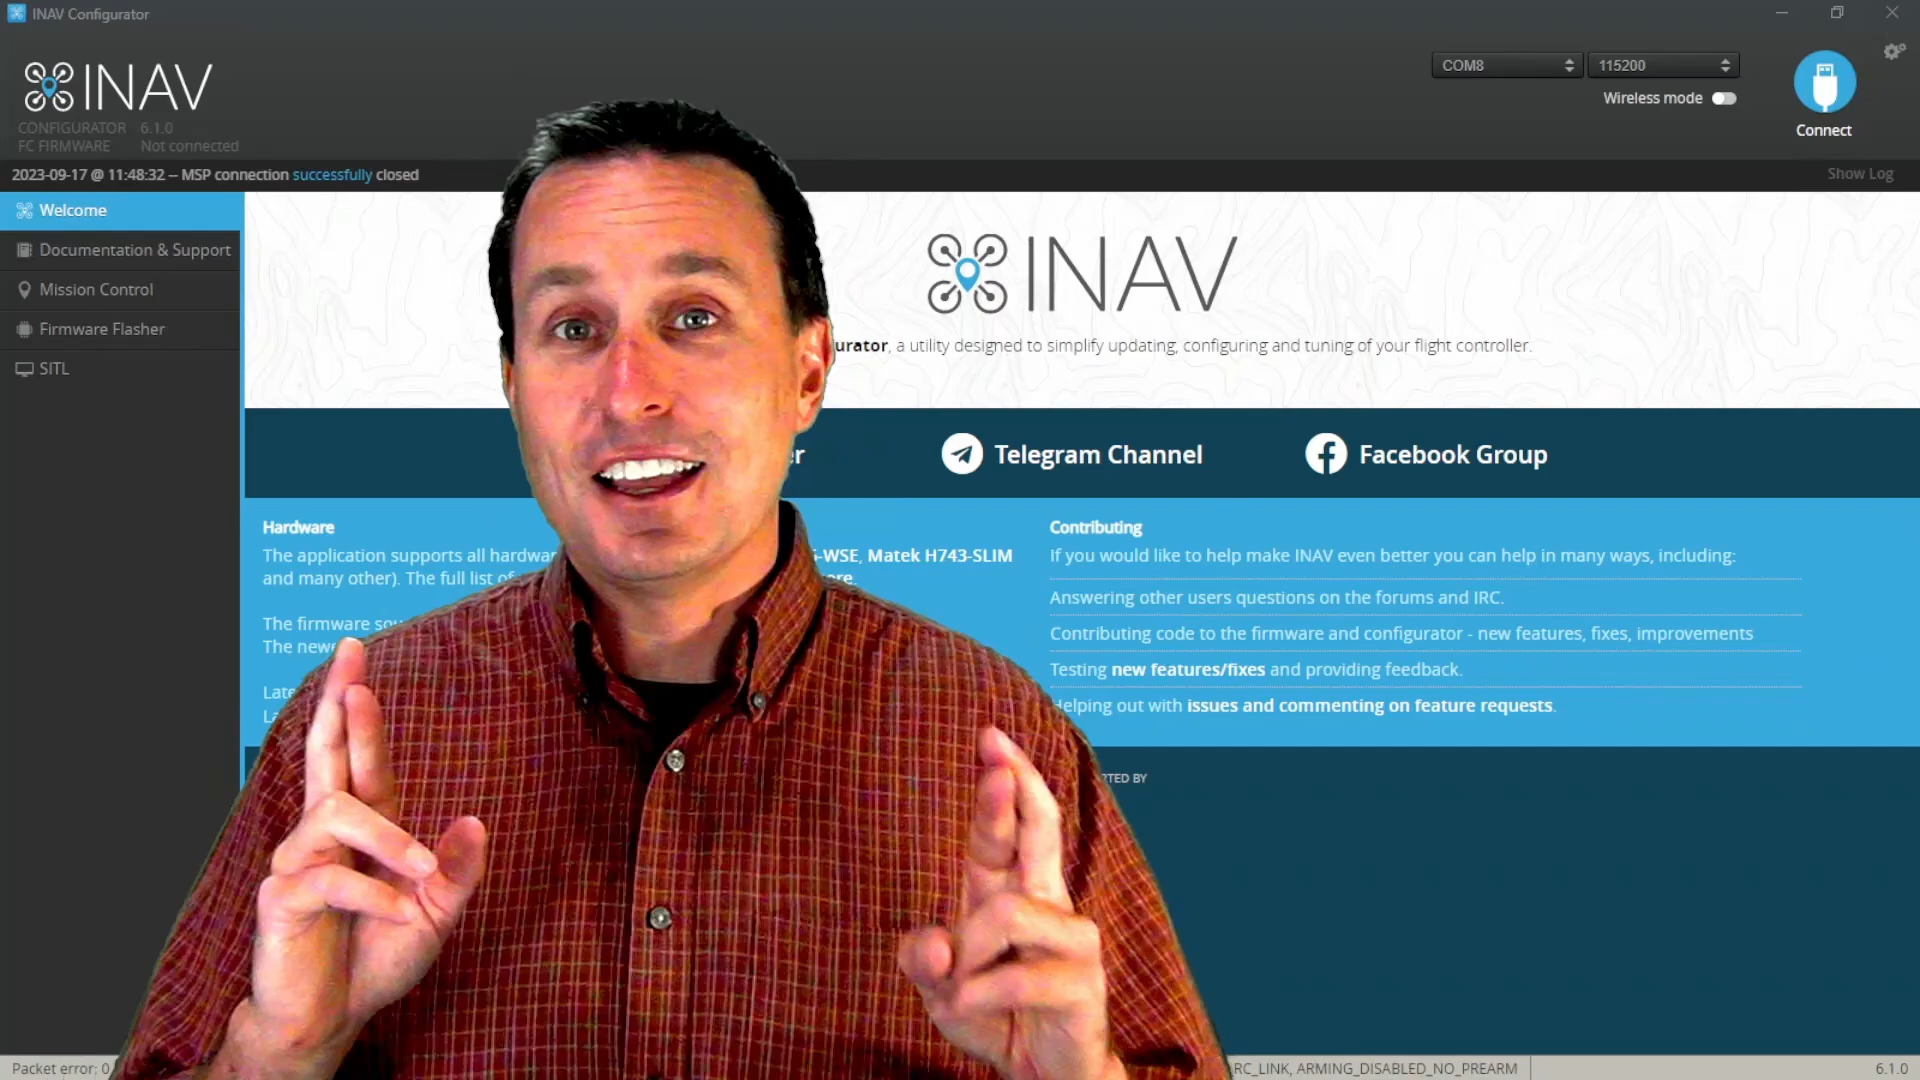 INAV Configurator
INAV
CONFIGURATOR 6.1.0
FC FIRMWARE Not connected
COM8
115200
Wireless mode
Connect
2023-09-17 @ 11:48:32 -- MSP connection successfully closed
Show Log
Welcome
Documentation & Support
Mission Control
Firmware Flasher
SITL
INAV
urator, a utility designed to simplify updating, configuring and tuning of your flight controller.
Telegram Channel
Facebook Group
Hardware
The application supports all hardwar -WSE, Matek H743-SLIM
and many other). The full list of
The firmware
The newe
Contributing
If you would like to help make INAV even better you can help in many ways, including:
Answering other users questions on the forums and IRC.
Contributing code to the firmware and configurator - new features, fixes, improvements
Testing new features/fixes and providing feedback.
Helping out with issues and commenting on feature requests.
RTED BY
Packet error: 0
RC_LINK, ARMING_DISABLED_NO_PREARM
6.1.0